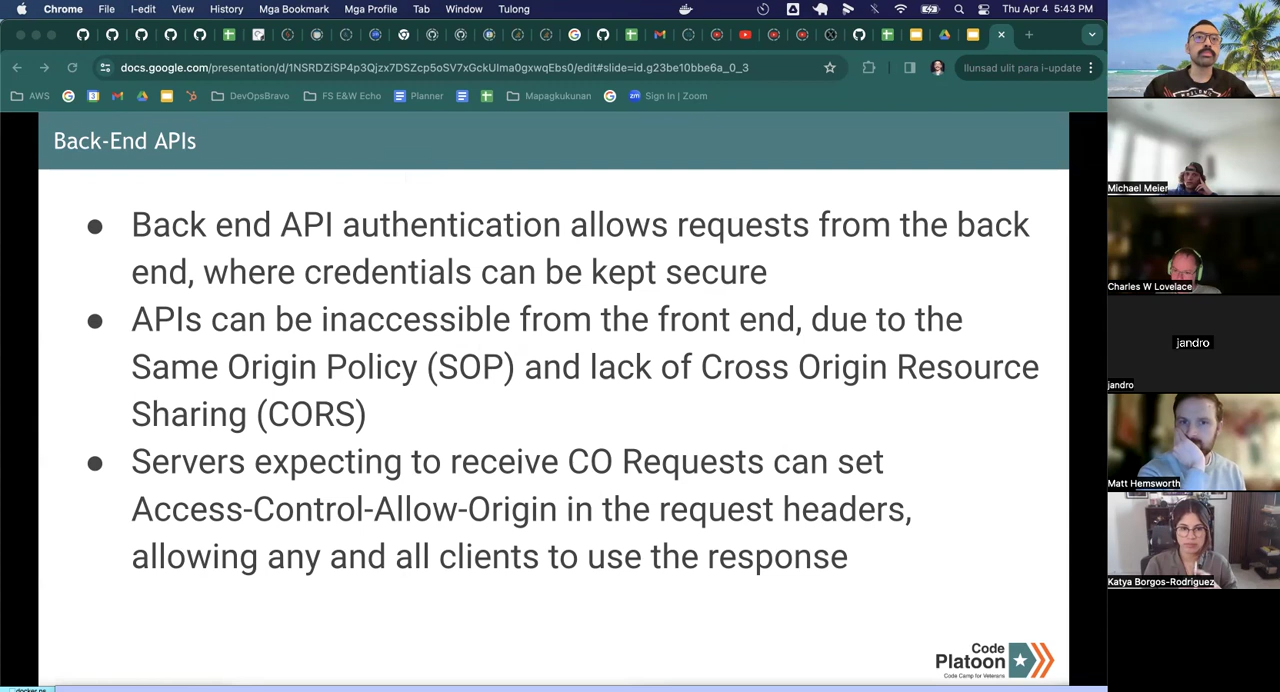 Chrome File I-edit View History Mga Bookmark Mga Profile Tab Window Tulong Thu Apr 4 5:43 PM
docs.google.com/presentation/d/1NSRDZiSP4p3Qjzx7DSZcp5oSV7xGckUlma0gxwqEbs0/edit#slide=id.g23be10bbe6a_0_3
Ilunsad ulit para i-update
AWS DevOpsBravo FS E&W Echo Planner Mapagkukunan Sign In | Zoom
Back-End APIs
● Back end API authentication allows requests from the back
end, where credentials can be kept secure
● APIs can be inaccessible from the front end, due to the
Same Origin Policy (SOP) and lack of Cross Origin Resource
Sharing (CORS)
● Servers expecting to receive CO Requests can set
Access-Control-Allow-Origin in the request headers,
allowing any and all clients to use the response
Code
Platoon
Code Camp for Veterans
Michael Meier
Charles W Lovelace
jandro
jandro
Matt Hemsworth
Katya Borgos-Rodriguez